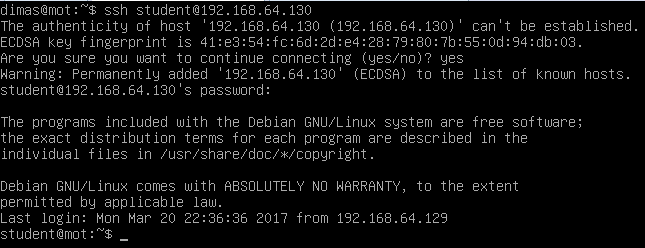 dimas@mot:~$ ssh student@192.168.64.130
The authenticity of host '192.168.64.130 (192.168.64.130)' can't be established.
ECDSA key fingerprint is 41:e3:54:fc:6d:2d:e4:28:79:80:7b:55:0d:94:db:03.
Are you sure you want to continue connecting (yes/no)? yes
Warning: Permanently added '192.168.64.130' (ECDSA) to the list of known hosts.
student@192.168.64.130's password:
The programs included with the Debian GNU/Linux system are free software;
the exact distribution terms for each program are described in the
individual files in /usr/share/doc/*/copyright.
Debian GNU/Linux comes with ABSOLUTELY NO WARRANTY, to the extent
permitted by applicable law.
Last login: Mon Mar 20 22:36:36 2017 from 192.168.64.129
student@mot:~$ _